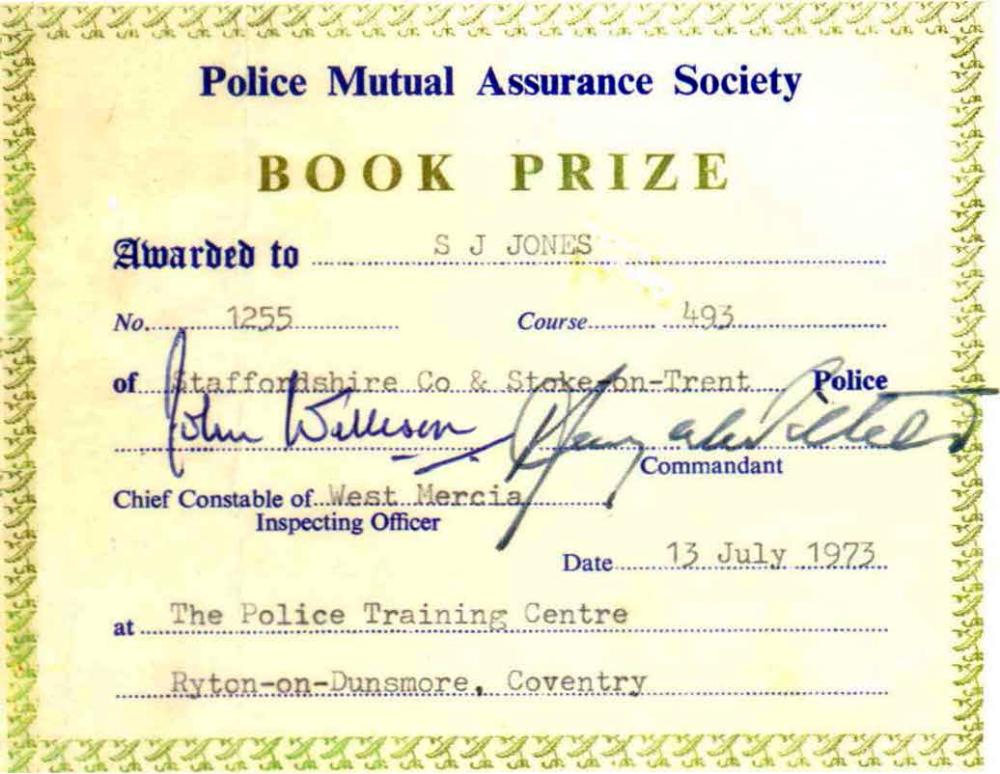 Police Mutual Assurance Society
BOOK PRIZE
Awarded to S J JONES
No. 1255 Course 493
of Staffordshire Co & Stoke-on-Trent Police
John Willison
Commandant
Chief Constable of West Mercia
Inspecting Officer
Date 13 July 1973
at The Police Training Centre
Ryton-on-Dunsmore, Coventry